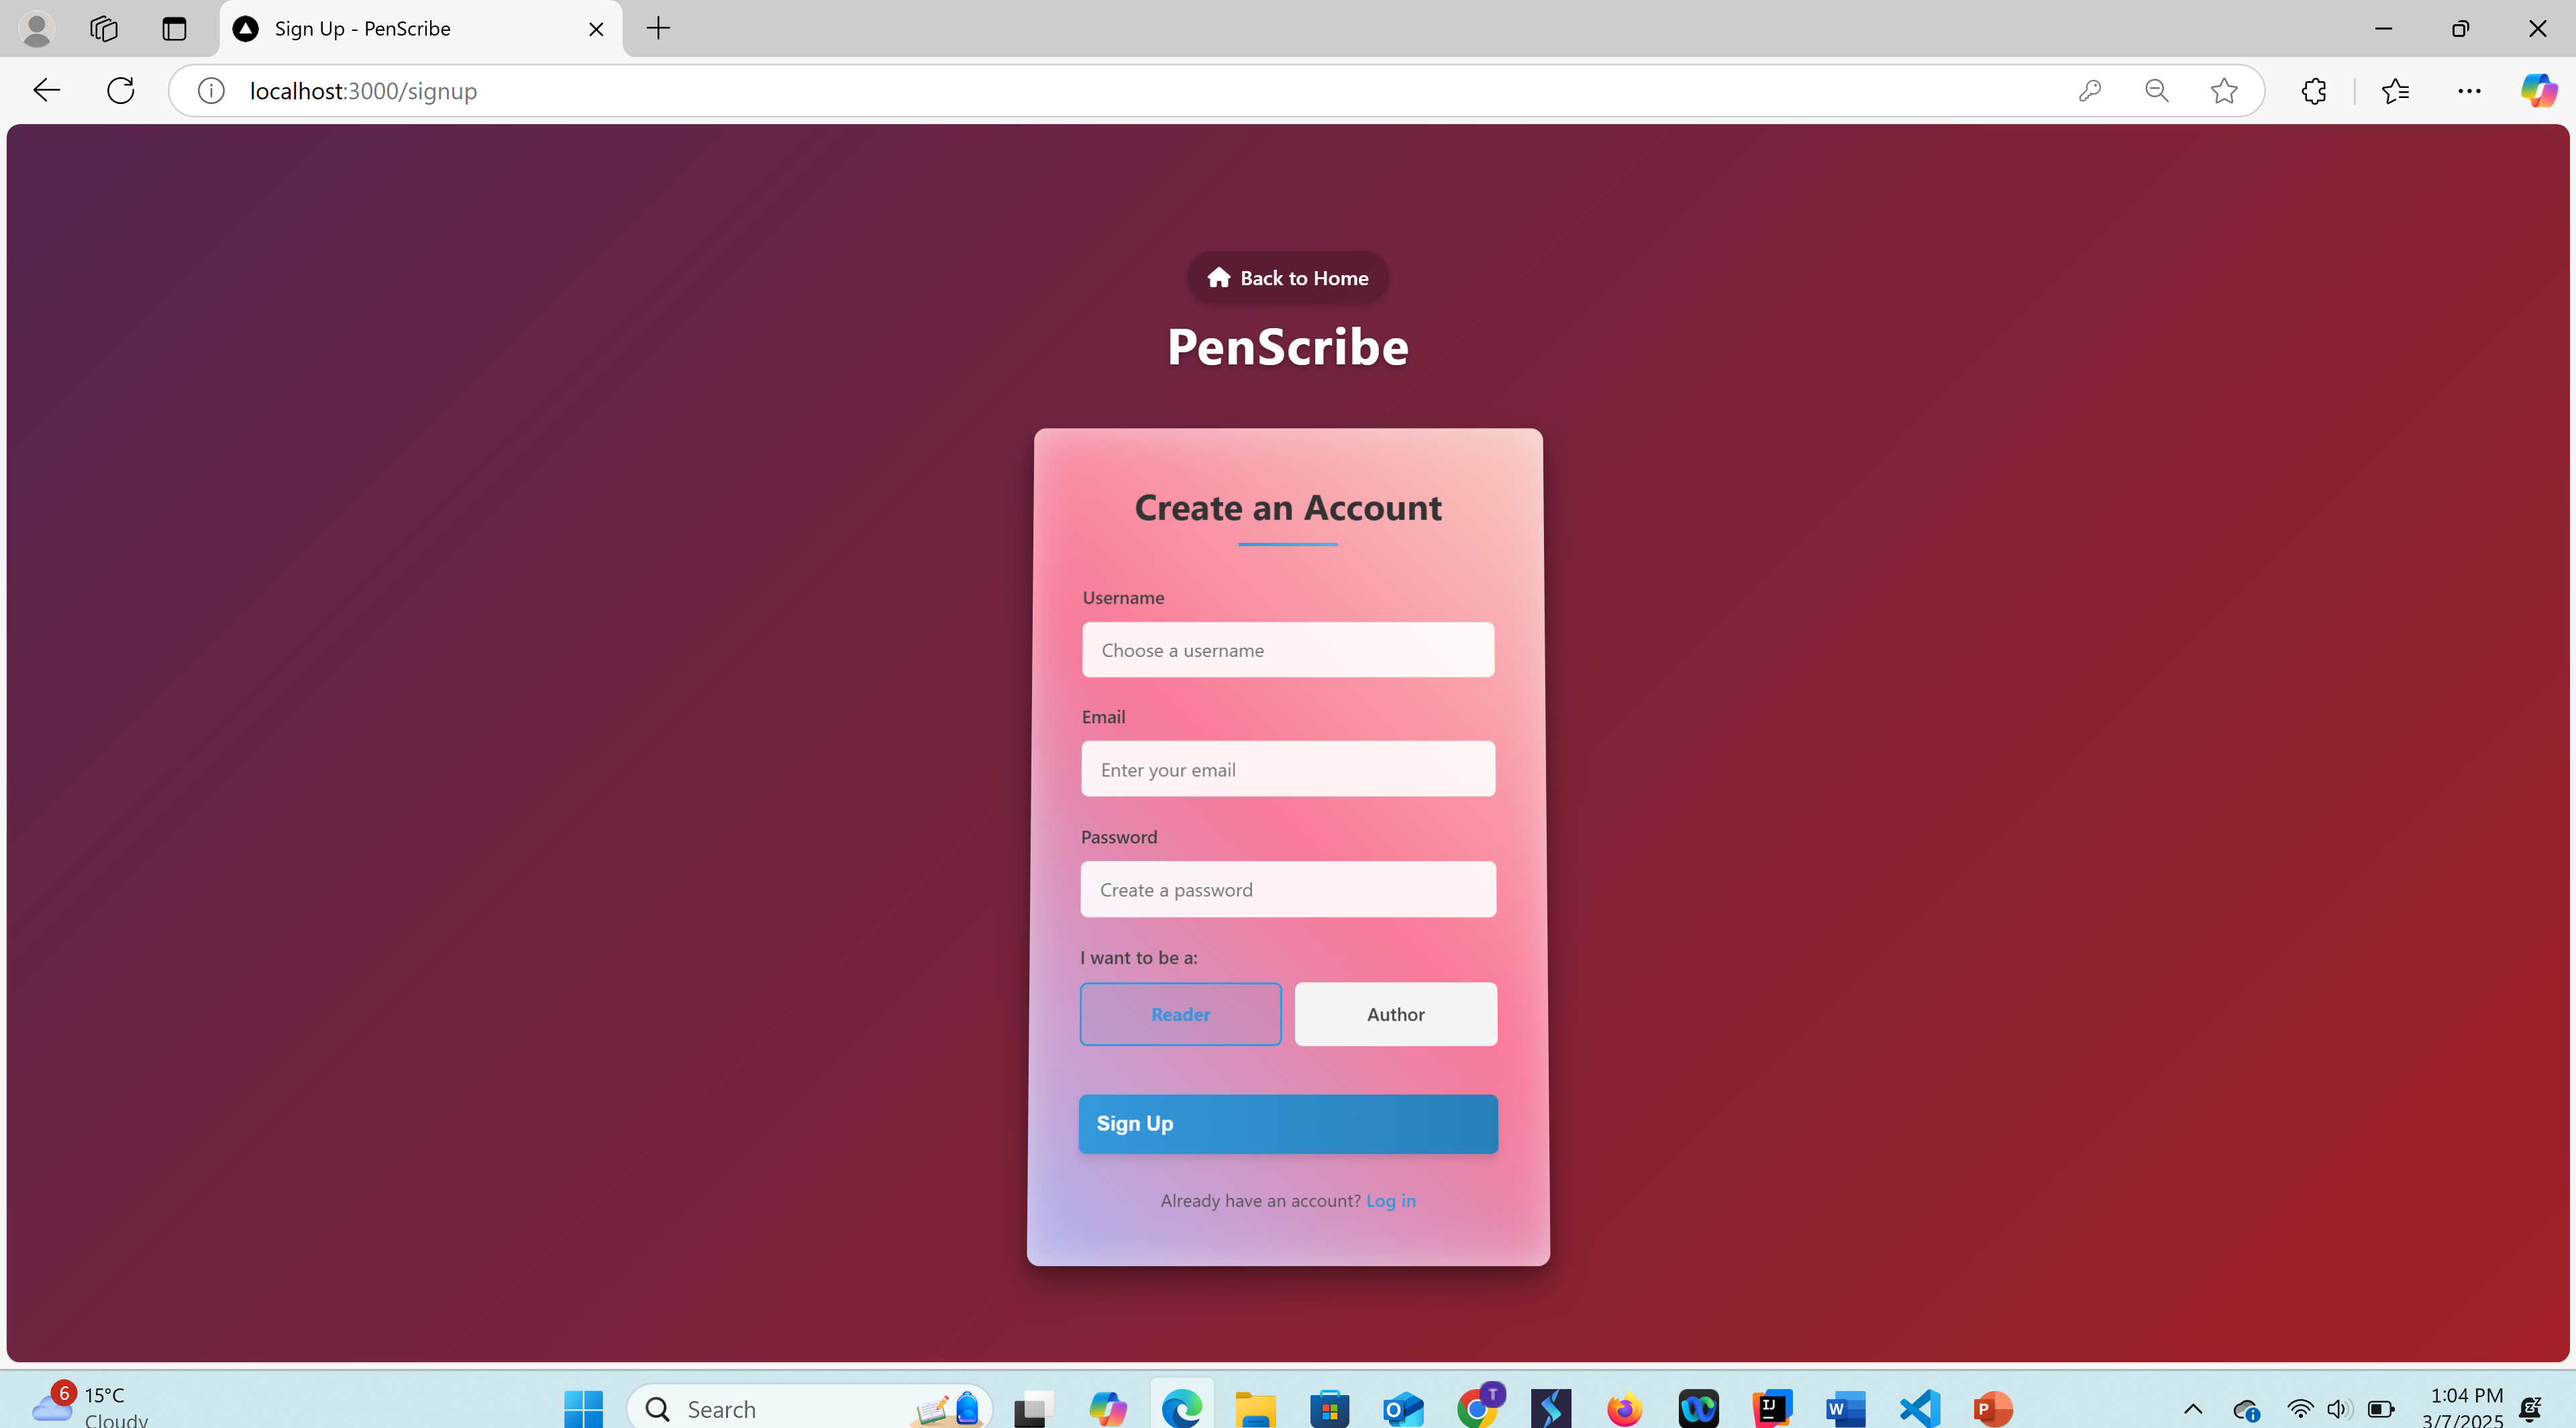 Sign Up - PenScribe
localhost:3000/signup
Back to Home
PenScribe
Create an Account
Username
Choose a username
Email
Enter your email
Password
Create a password
I want to be a:
Reader
Author
Sign Up
Already have an account? Log in
6
15°C
Cloudy
Search
T
1:04 PM
3/7/2025